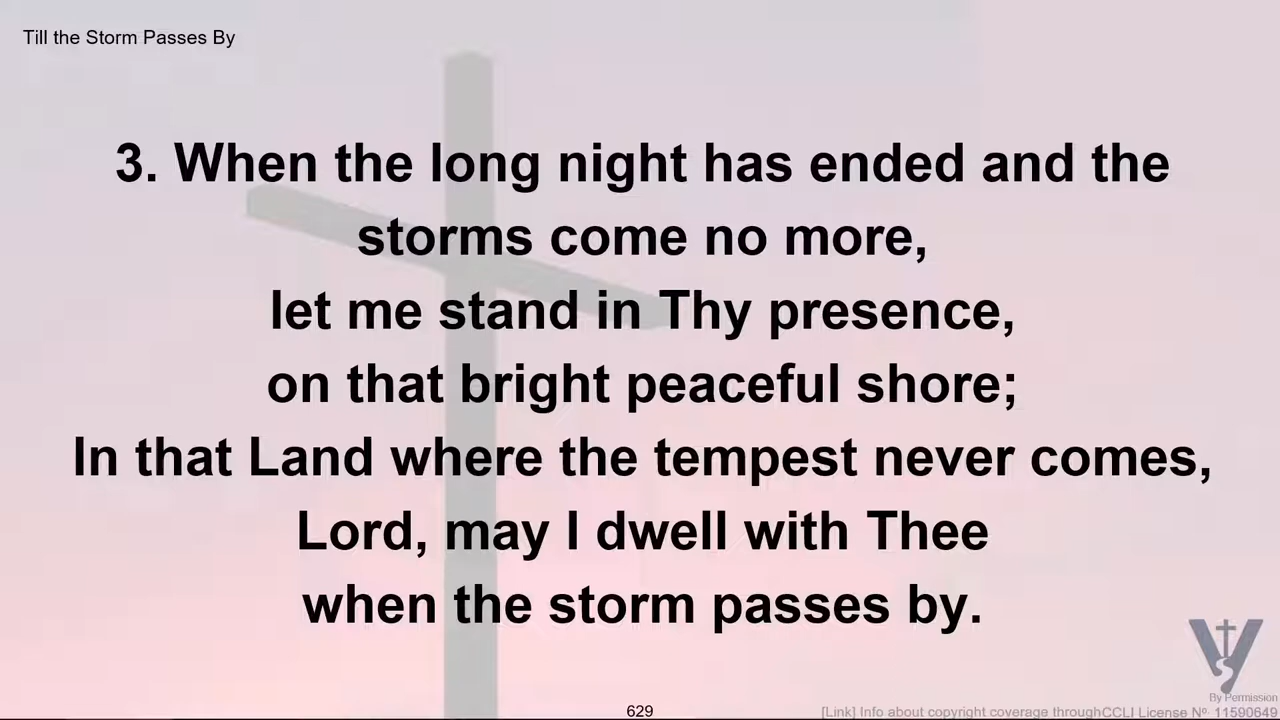 Till the Storm Passes By
3. When the long night has ended and the
storms come no more,
let me stand in Thy presence,
on that bright peaceful shore;
In that Land where the tempest never comes,
Lord, may I dwell with Thee
when the storm passes by.
By Permission
629
[Link] Info about copyright coverage throughCCLI License Nº. 11590649